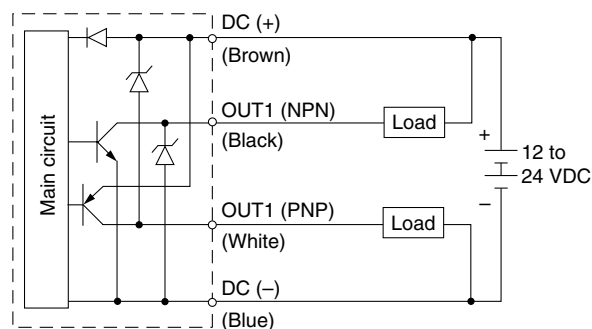 DC (+)
(Brown)
OUT1 (NPN)
(Black)
Load
Main circuit
+
12 to
24 VDC
–
OUT1 (PNP)
(White)
Load
DC (–)
(Blue)